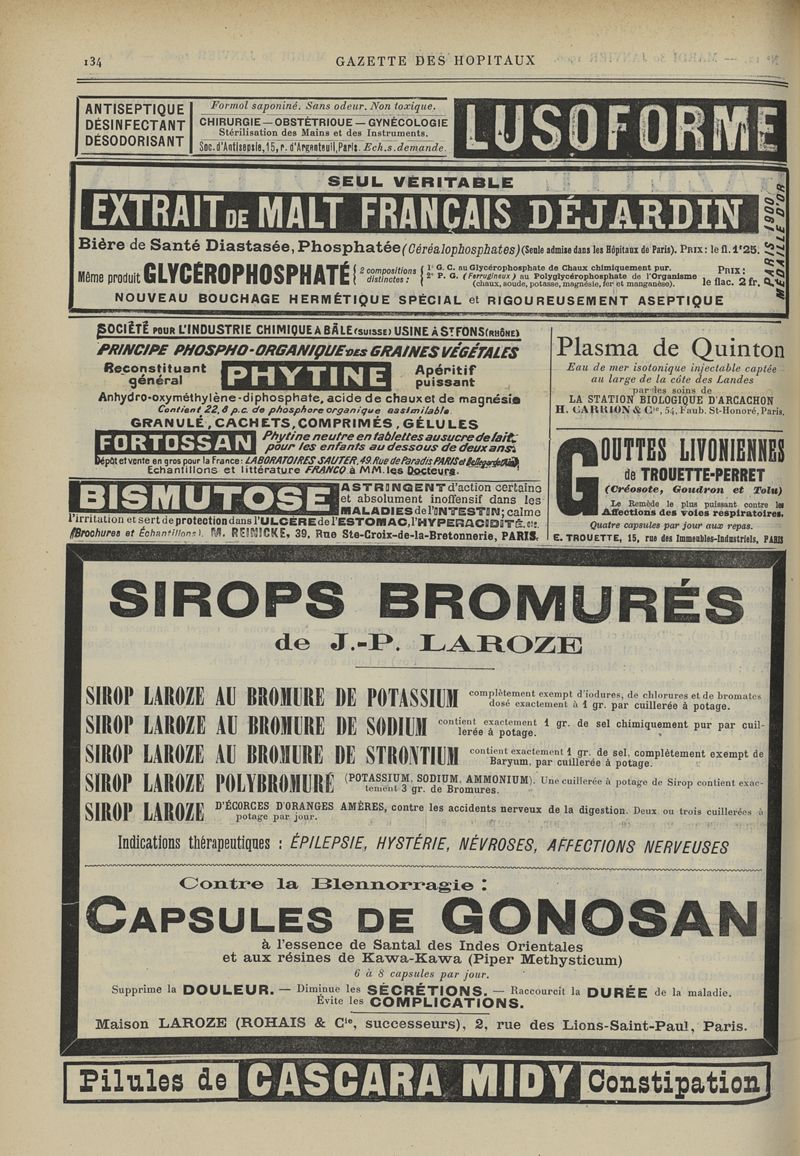 134
GAZETTE DES HOPITAUX
ANTISEPTIQUE
DÉSINFECTANT
DÉSODORISANT
Formol saponiné. Sans odeur. Non toxique.
CHIRURGIE — OBSTÉTRIQUE — GYNÉCOLOGIE
Stérilisation des Mains et des Instruments.
Soc. d'Antisepsie, 15, r. d'Argenteuil, Paris. Ech.s.demande.
LUSOFORME
SEUL VÉRITABLE
EXTRAIT DE MALT FRANÇAIS DÉJARDIN
Bière de Santé Diastasée, Phosphatée (Céréalophosphates) (Seule admise dans les Hôpitaux de Paris). PRIX : le fl. 1f25.
Même produit GLYCÉROPHOSPHATÉ { 2 compositions distinctes : {
1° G. C. au Glycérophosphate de Chaux chimiquement pur.
2° P. G. (Ferrugineux) au Polyglycérophosphate de l'Organisme
(chaux, soude, potasse, magnésie, fer et manganèse).
PRIX :
le flac. 2 fr.
NOUVEAU BOUCHAGE HERMÉTIQUE SPÉCIAL et RIGOUREUSEMENT ASEPTIQUE
PARIS 1900
MÉDAILLE D'OR
SOCIÉTÉ POUR L'INDUSTRIE CHIMIQUE A BÂLE (SUISSE) USINE À ST FONS (RHÔNE)
PRINCIPE PHOSPHO-ORGANIQUE DES GRAINES VÉGÉTALES
Reconstituant
général
PHYTINE
Apéritif
puissant
Anhydro-oxyméthylène-diphosphate, acide de chaux et de magnésie
Contient 22,8 p.c. de phosphore organique assimilable
GRANULÉ, CACHETS, COMPRIMÉS, GÉLULES
FORTOSSAN
Phytine neutre en tablettes au sucre de lait,
pour les enfants au dessous de deux ans.
Dépôt et vente en gros pour la France : LABORATOIRES SAUTER, 49, Rue de Paradis PARIS et Bellegarde (Ain)
Echantillons et littérature FRANCO à MM. les Docteurs.
BISMUTOSE
ASTRINGENT d'action certaine
et absolument inoffensif dans les
MALADIES de l'INTESTIN; calme
l'irritation et sert de protection dans l'ULCÈRE de l'ESTOMAC, l'HYPERACIDITÉ, etc.
(Brochures et Échantillons). M. REINICKE, 39, Rue Ste-Croix-de-la-Bretonnerie, PARIS.
Plasma de Quinton
Eau de mer isotonique injectable captée
au large de la côte des Landes
par les soins de
LA STATION BIOLOGIQUE D'ARCACHON
H. CARRION & Cie, 54, Faub. St-Honoré, Paris.
GOUTTES LIVONIENNES
de TROUETTE-PERRET
(Créosote, Goudron et Tolu)
Le Remède le plus puissant contre les
Affections des voies respiratoires.
Quatre capsules par jour aux repas.
E. TROUETTE, 15, rue des Immeubles-Industriels, PARIS
SIROPS BROMURÉS
de J.-P. LAROZE
SIROP LAROZE AU BROMURE DE POTASSIUM complètement exempt d'iodures, de chlorures et de bromates
dosé exactement à 1 gr. par cuillerée à potage.
SIROP LAROZE AU BROMURE DE SODIUM contient exactement 1 gr. de sel chimiquement pur par cuil-
lerée à potage.
SIROP LAROZE AU BROMURE DE STRONTIUM contient exactement 1 gr. de sel, complètement exempt de
Baryum, par cuillerée à potage.
SIROP LAROZE POLYBROMURÉ (POTASSIUM, SODIUM, AMMONIUM). Une cuillerée à potage de Sirop contient exac-
tement 3 gr. de Bromures.
SIROP LAROZE D'ÉCORCES D'ORANGES AMÈRES, contre les accidents nerveux de la digestion. Deux ou trois cuillerées à
potage par jour.
Indications thérapeutiques : ÉPILEPSIE, HYSTÉRIE, NÉVROSES, AFFECTIONS NERVEUSES
Contre la Blennorragie :
CAPSULES DE GONOSAN
à l'essence de Santal des Indes Orientales
et aux résines de Kawa-Kawa (Piper Methysticum)
6 à 8 capsules par jour.
Supprime la DOULEUR. — Diminue les SÉCRÉTIONS. — Raccourcit la DURÉE de la maladie.
Évite les COMPLICATIONS.
Maison LAROZE (ROHAIS & Cie, successeurs), 2, rue des Lions-Saint-Paul, Paris.
Pilules de CASCARA MIDY Constipation